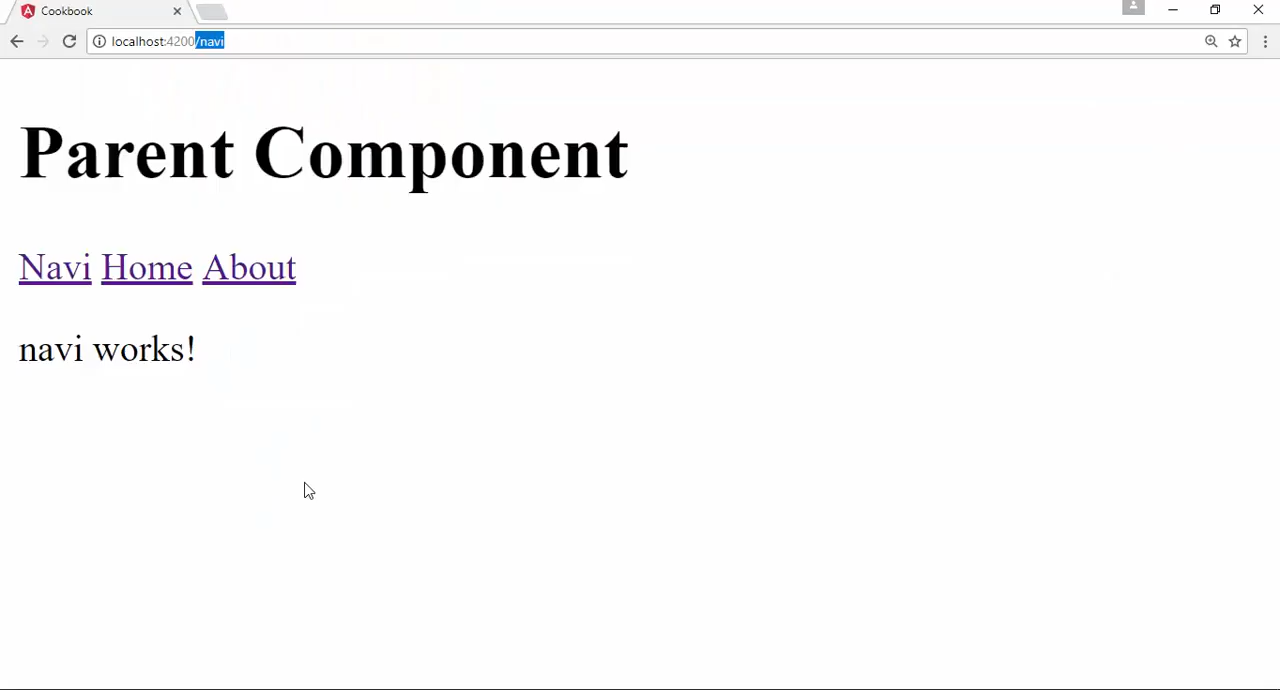 Cookbook
localhost:4200/navi
Parent Component
Navi Home About
navi works!